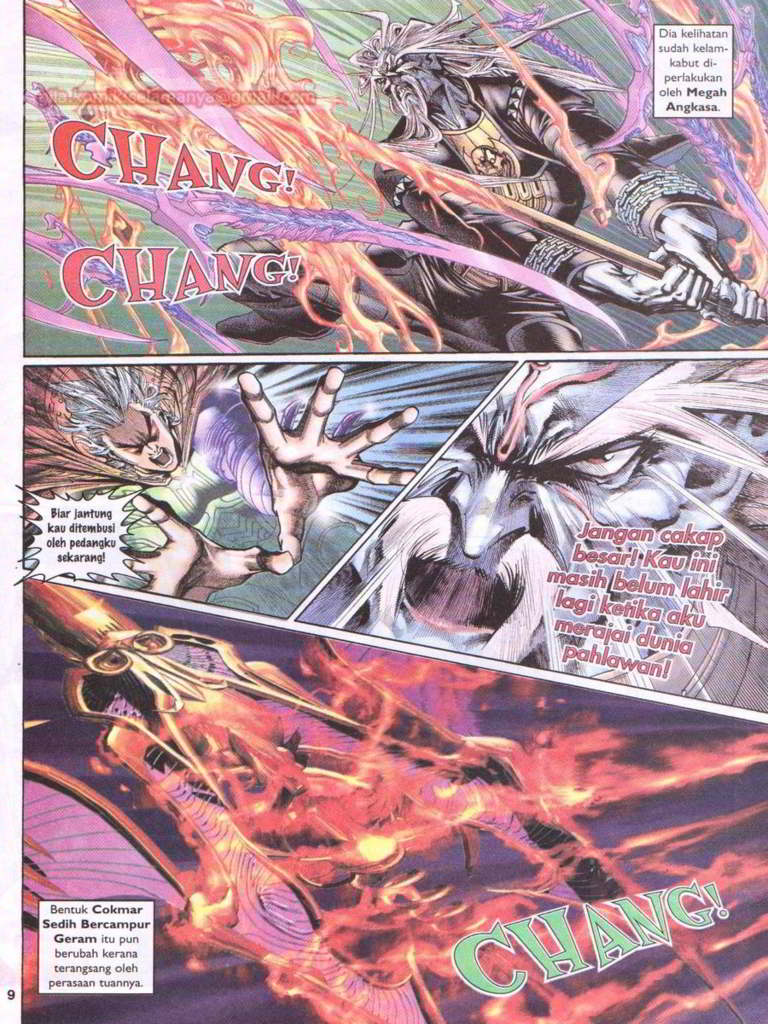 Dia kelihatan
sudah kelam-
kabut di-
perlakukan
oleh Megah
Angkasa.
CHANG!
CHANG!
Biar jantung
kau ditembusi
oleh pedangku
sekarang!
Jangan cakap
besar! Kau ini
masih belum lahir
lagi ketika aku
merajai dunia
pahlawan!
Bentuk Cokmar
Sedih Bercampur
Geram itu pun
berubah kerana
terangsang oleh
perasaan tuannya.
CHANG!
9